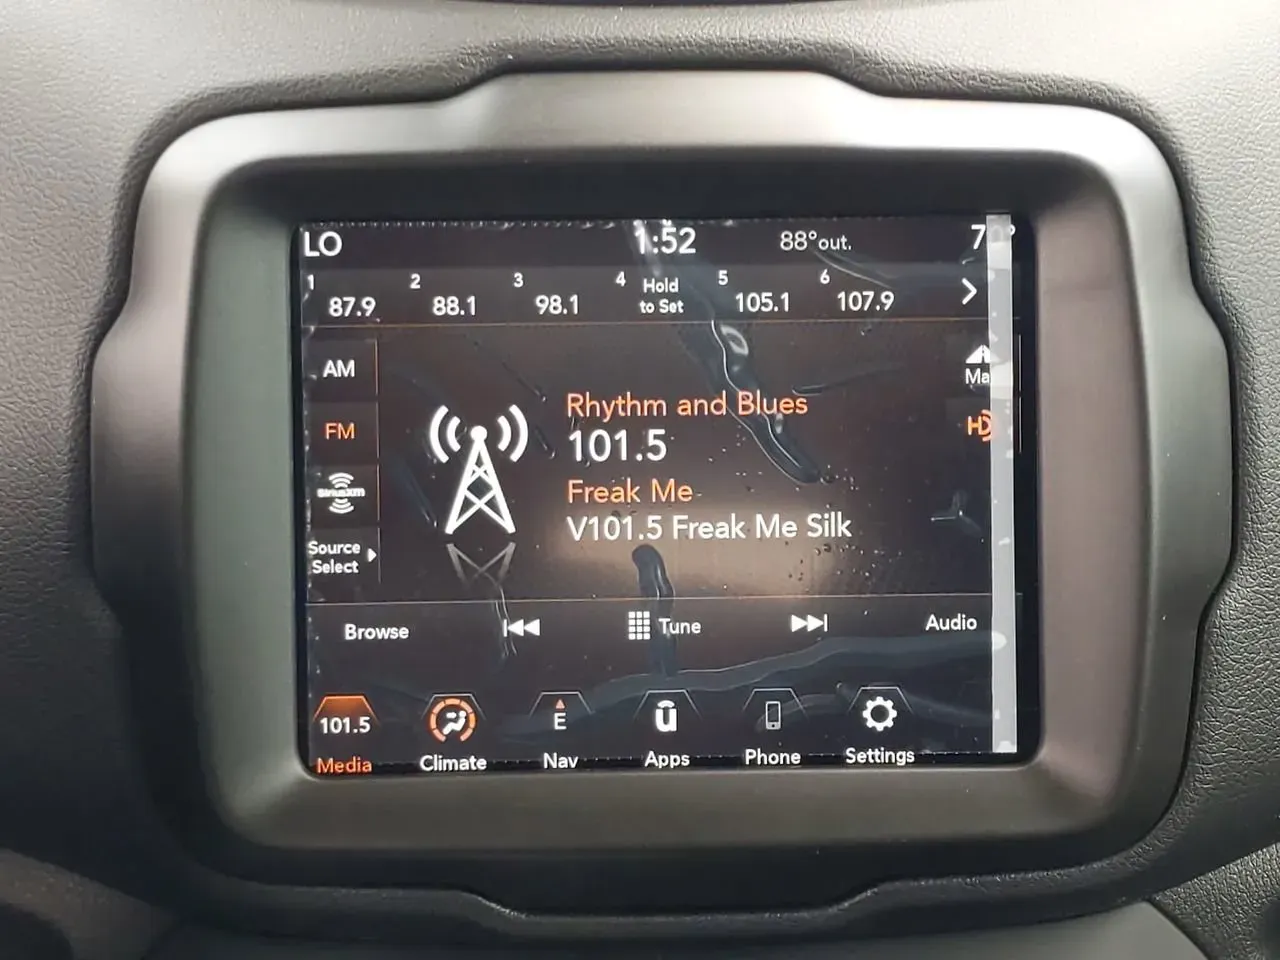 LO 1:52 88°out.
1 2 3 4 5 6
87.9 88.1 98.1 Hold to Set 105.1 107.9
AM
FM
Rhythm and Blues
101.5
HD
Freak Me
V101.5 Freak Me Silk
siriusxm
Source
Select
Browse Tune Audio
101.5 E u
Media Climate Nav Apps Phone Settings